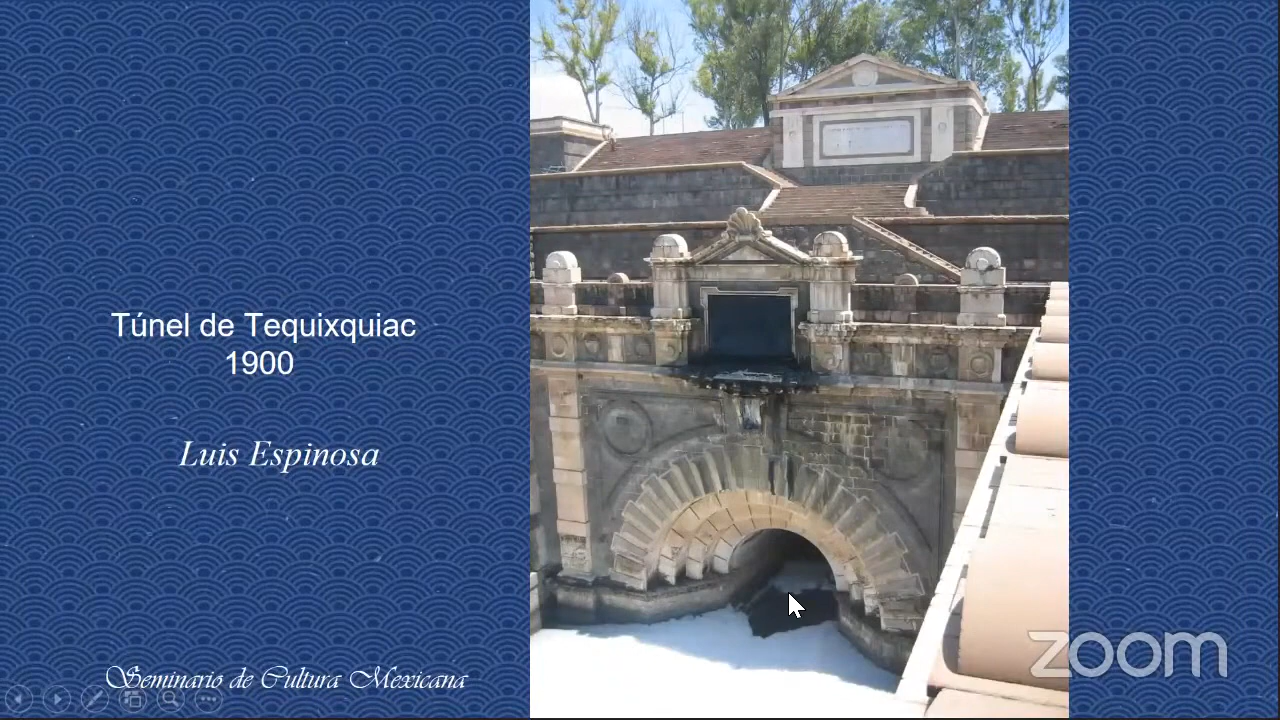 Túnel de Tequixquiac
1900
Luis Espinosa
Seminario de Cultura Mexicana
zoom